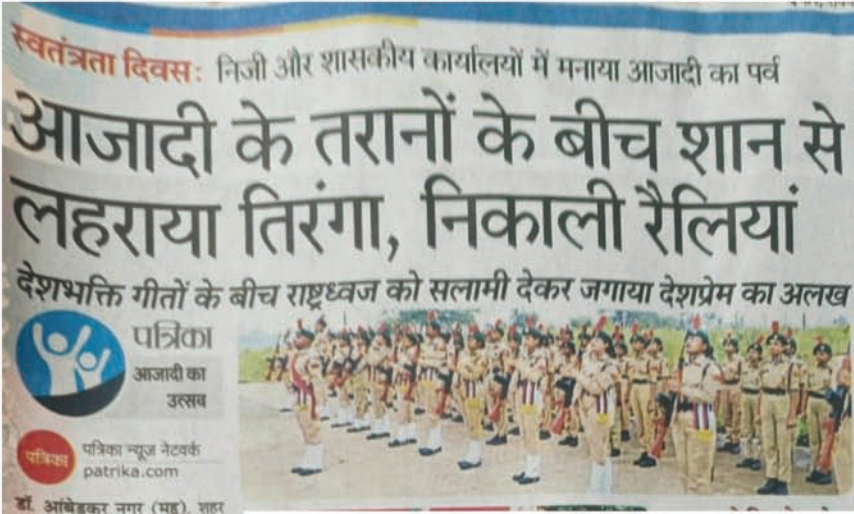 स्वतंत्रता दिवस: निजी और शासकीय कार्यालयों में मनाया आजादी का पर्व
आजादी के तरानों के बीच शान से
लहराया तिरंगा, निकाली रैलियां
देशभक्ति गीतों के बीच राष्ट्रध्वज को सलामी देकर जगाया देशप्रेम का अलख
पत्रिका
आजादी का
उत्सव
पत्रिका
पत्रिका न्यूज नेटवर्क
patrika.com
डॉ. आंबेडकर नगर (महू). शहर